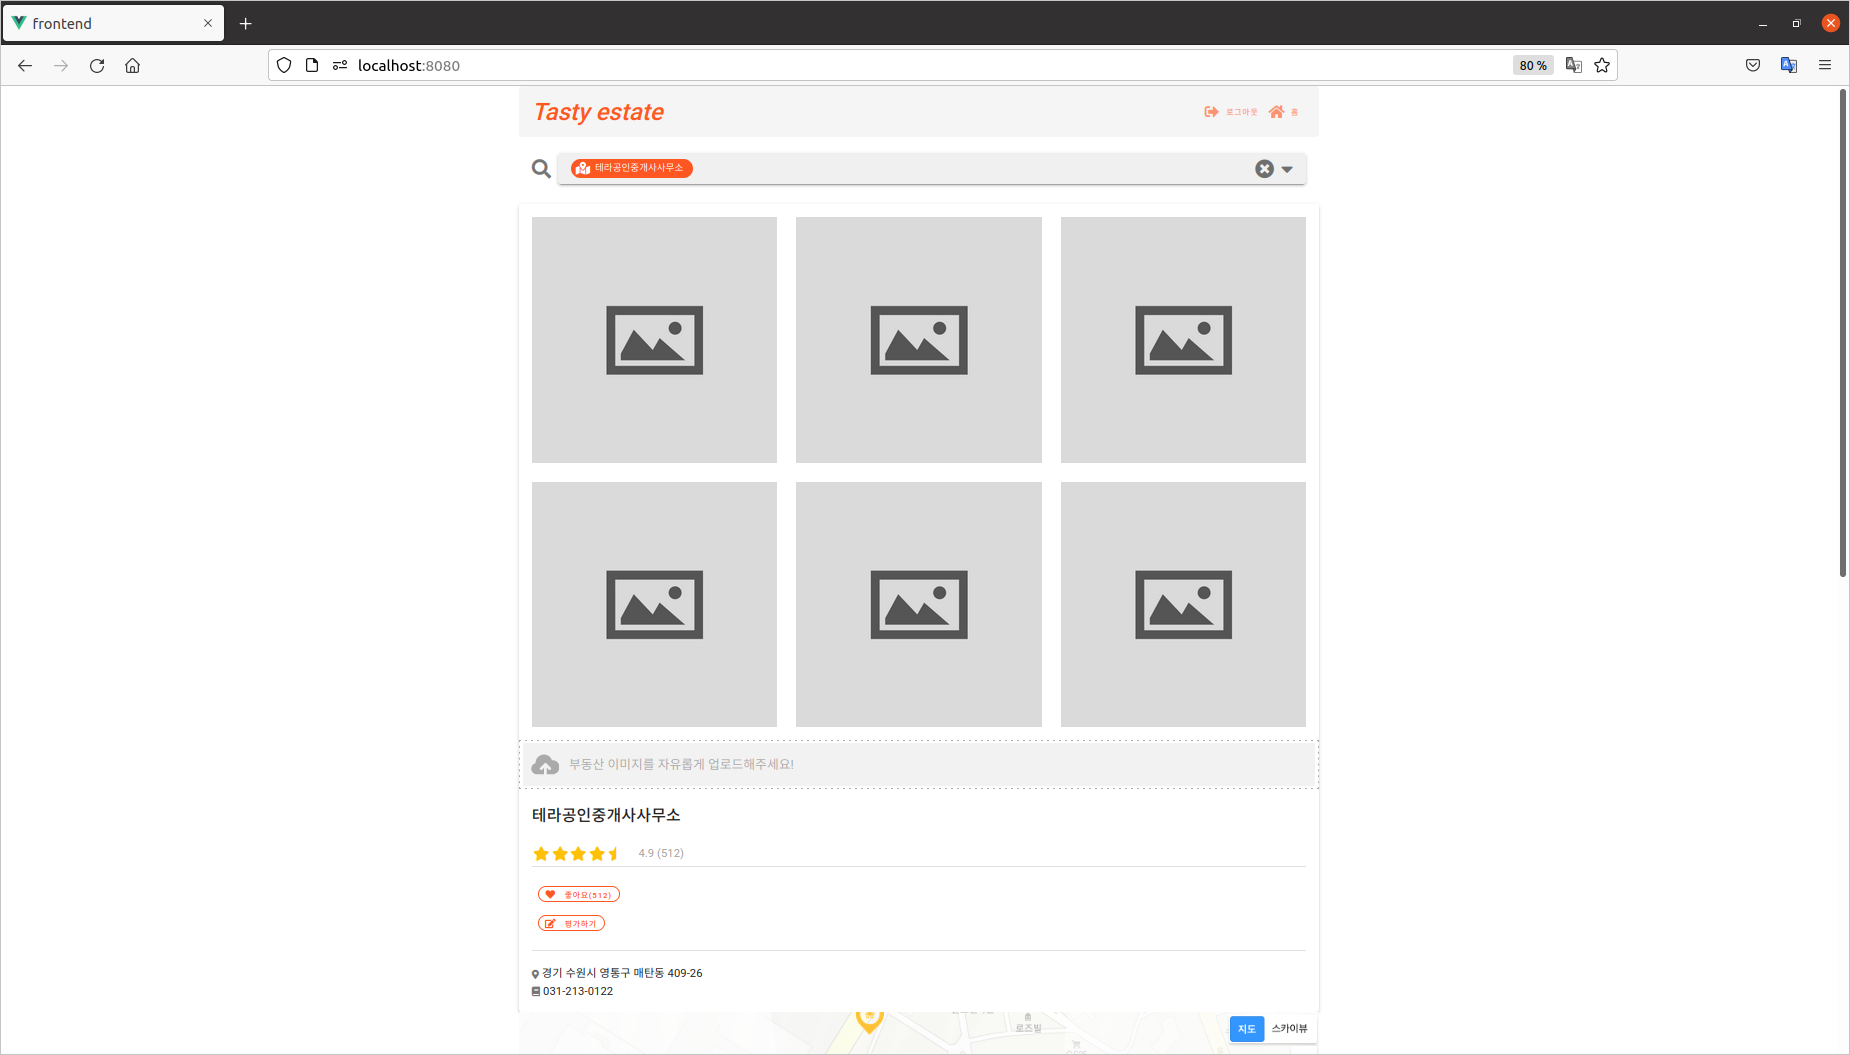 frontend
localhost:8080
80 %
Tasty estate
로그아웃
홈
테라공인중개사사무소
부동산 이미지를 자유롭게 업로드해주세요!
테라공인중개사사무소
4.9 (512)
좋아요(512)
평가하기
경기 수원시 영통구 매탄동 409-26
031-213-0122
로즈빌
지도
스카이뷰